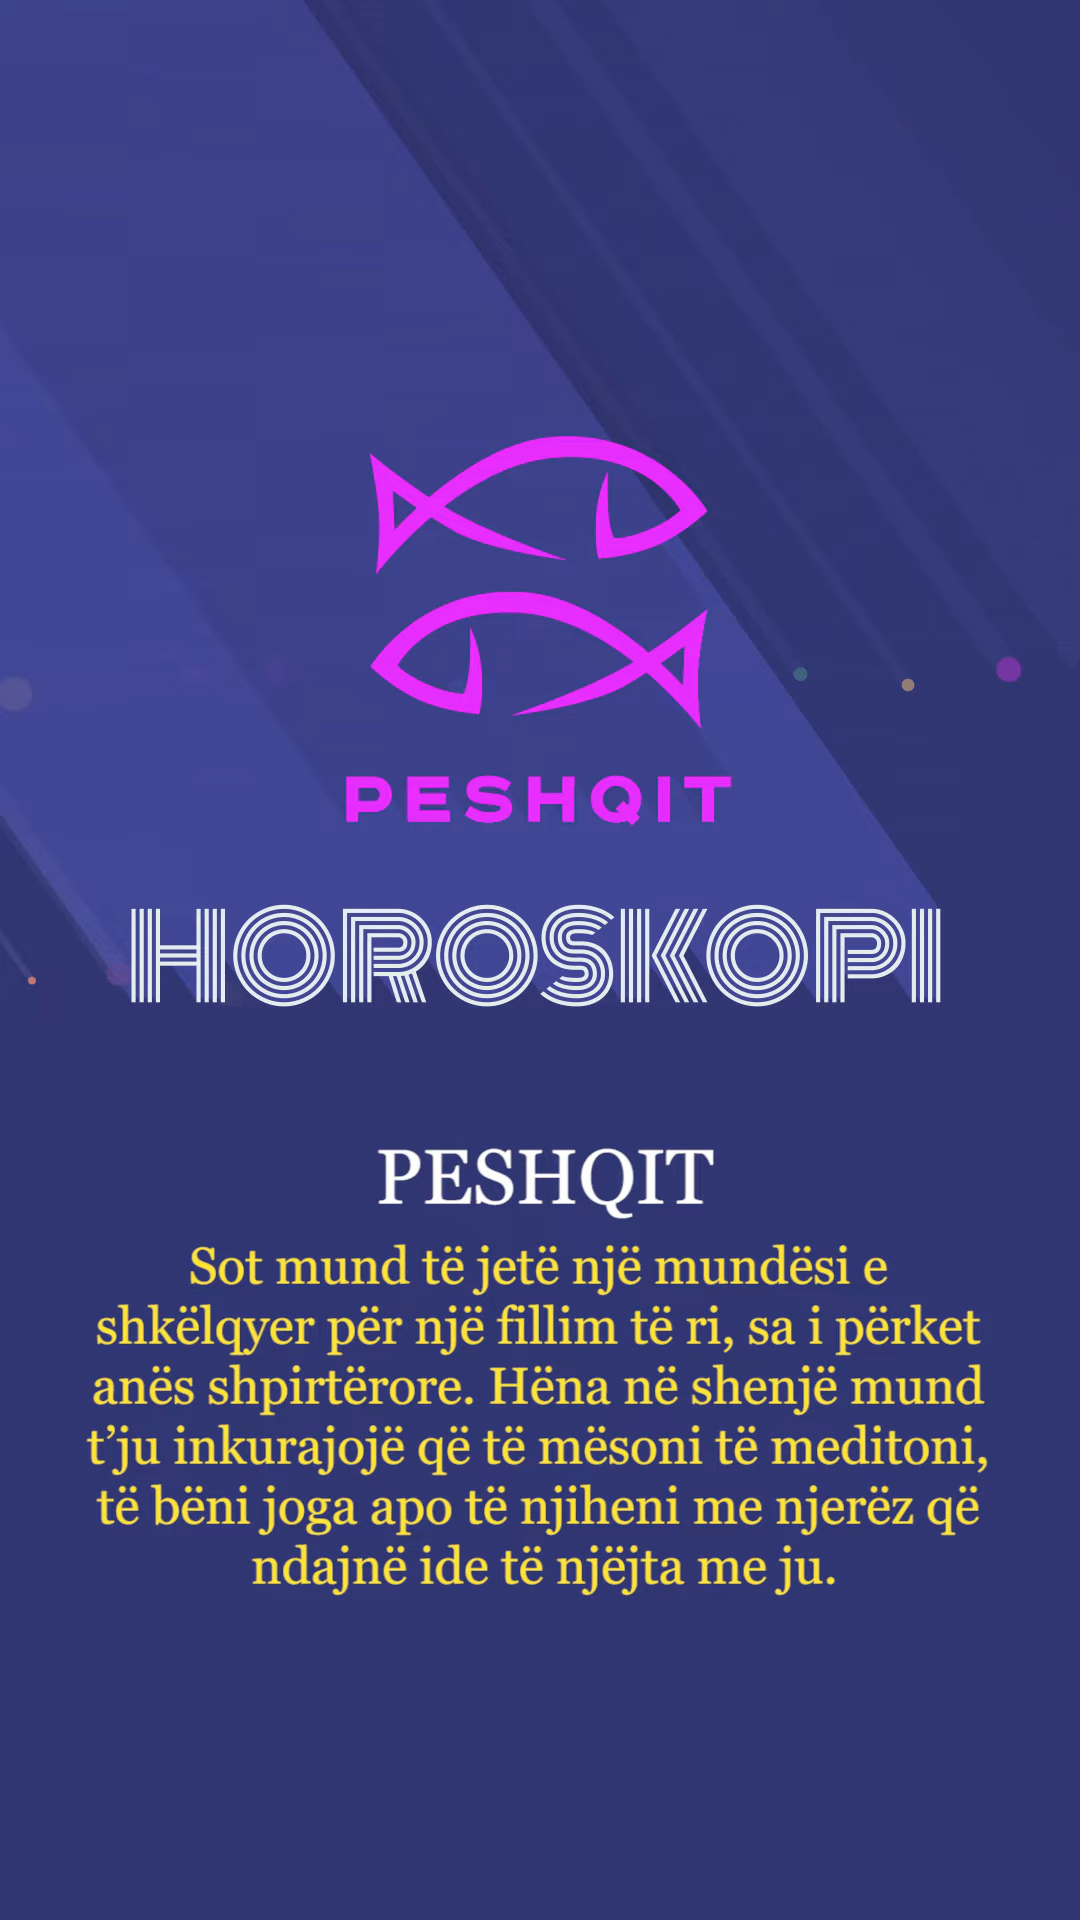 PESHQIT
HOROSKOPI
PESHQIT
Sot mund të jetë një mundësi e
shkëlqyer për një fillim të ri, sa i përket
anës shpirtërore. Hëna në shenjë mund
t’ju inkurajojë që të mësoni të meditoni,
të bëni joga apo të njiheni me njerëz që
ndajnë ide të njëjta me ju.